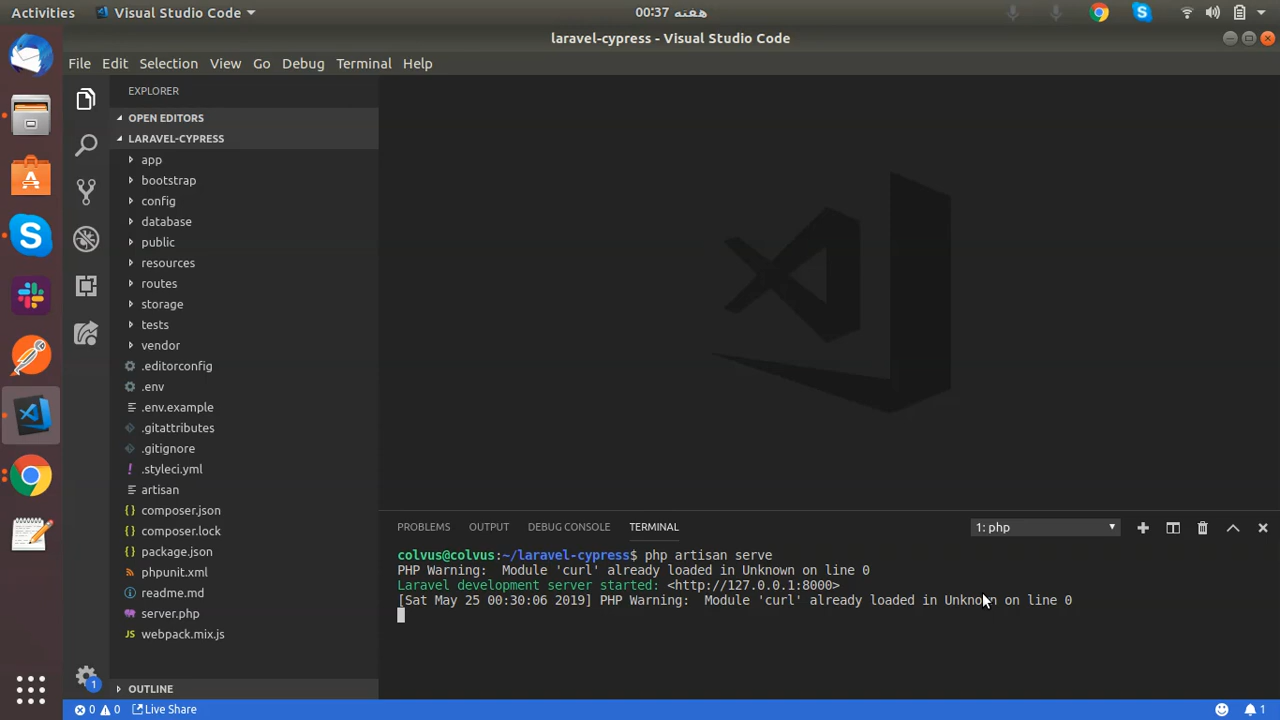 Activities
Visual Studio Code
هفته 00:37
laravel-cypress - Visual Studio Code
File Edit Selection View Go Debug Terminal Help
EXPLORER
OPEN EDITORS
LARAVEL-CYPRESS
app
bootstrap
config
database
public
resources
routes
storage
tests
vendor
.editorconfig
.env
.env.example
.gitattributes
.gitignore
.styleci.yml
artisan
composer.json
composer.lock
package.json
phpunit.xml
readme.md
server.php
webpack.mix.js
OUTLINE
PROBLEMS OUTPUT DEBUG CONSOLE TERMINAL
1: php
colvus@colvus:~/laravel-cypress$ php artisan serve
PHP Warning:  Module 'curl' already loaded in Unknown on line 0
Laravel development server started: <http://127.0.0.1:8000>
[Sat May 25 00:30:06 2019] PHP Warning:  Module 'curl' already loaded in Unknown on line 0
1
0 0 Live Share
1